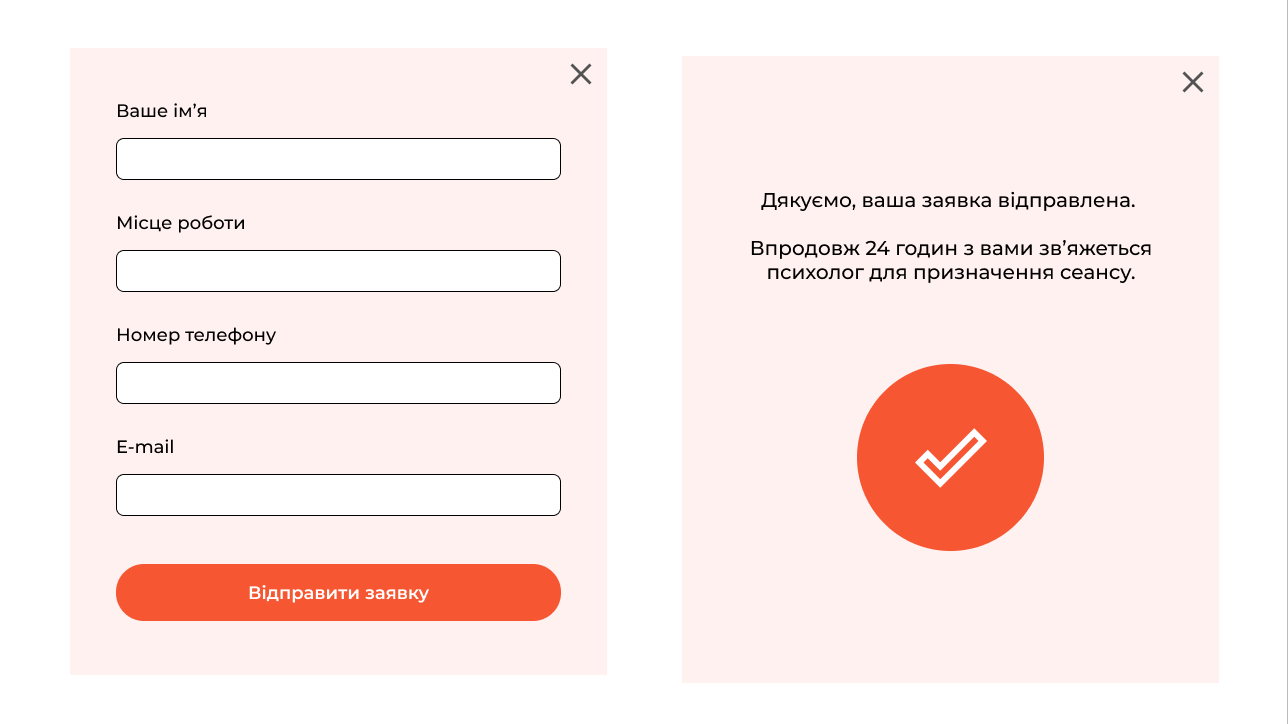 Ваше ім’я
Місце роботи
Номер телефону
E-mail
Відправити заявку
Дякуємо, ваша заявка відправлена.
Впродовж 24 годин з вами зв’яжеться
психолог для призначення сеансу.